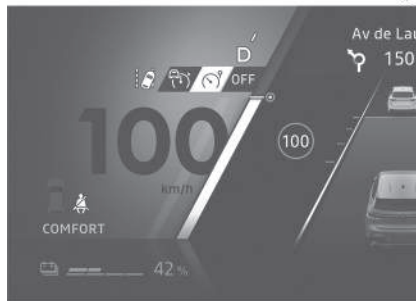 Av de Lau
D
150
OFF
100
100
km/h
COMFORT
42 %